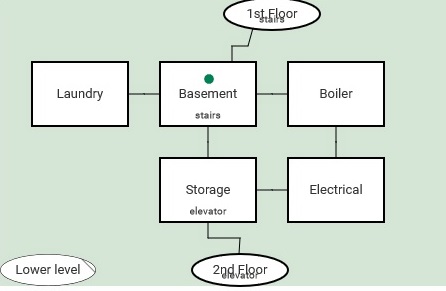 1st Floor
stairs
Laundry
Basement
stairs
Boiler
Storage
elevator
Electrical
Lower level
2nd Floor
elevator